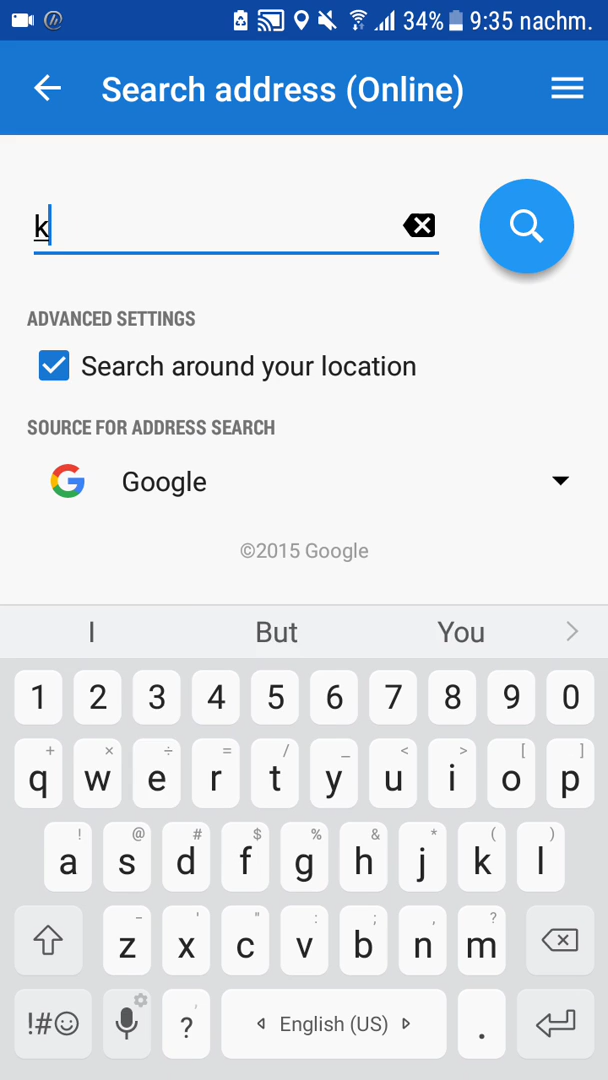 34% 9:35 nachm.
Search address (Online)
k
ADVANCED SETTINGS
Search around your location
SOURCE FOR ADDRESS SEARCH
Google
©2015 Google
I But You
1 2 3 4 5 6 7 8 9 0
+ × ÷ = / _ < > [ ]
q w e r t y u i o p
! @ # $ % & * ( )
a s d f g h j k l
- ' " : ; , ?
z x c v b n m
!#☺ ? , English (US) .